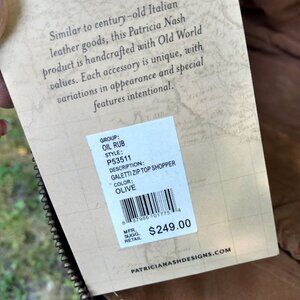 Similar to century-old Italian
leather goods, this Patricia Nash
product is handcrafted with Old World
values. Each accessory is unique, with
variations in appearance and special
features intentional.
GROUP:
OIL RUB
STYLE:
P53511
DESCRIPTION:
GALETTI ZIP TOP SHOPPER
COLOR:
OLIVE
MFR.
SUGG.
RETAIL
$249.00
PATRICIANASHDESIGNS.COM